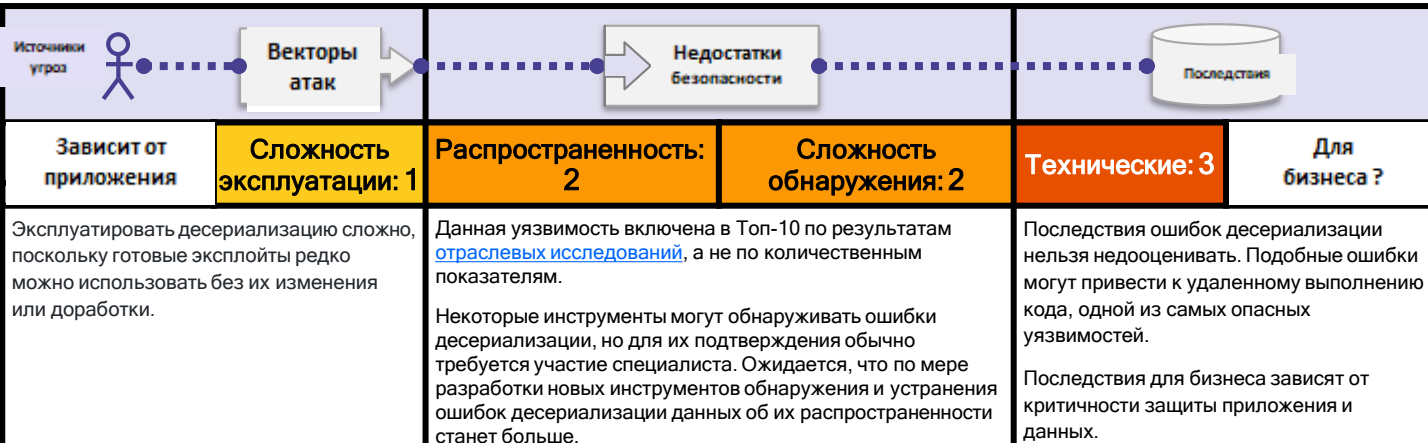 Источники
угроз
Векторы
атак
Недостатки
безопасности
Последствия
Зависит от
приложения
Сложность
эксплуатации: 1
Распространенность:
2
Сложность
обнаружения: 2
Технические: 3
Для
бизнеса ?
Эксплуатировать десериализацию сложно,
поскольку готовые эксплойты редко
можно использовать без их изменения
или доработки.
Данная уязвимость включена в Топ-10 по результатам
отраслевых исследований, а не по количественным
показателям.
Некоторые инструменты могут обнаруживать ошибки
десериализации, но для их подтверждения обычно
требуется участие специалиста. Ожидается, что по мере
разработки новых инструментов обнаружения и устранения
ошибок десериализации данных об их распространенности
станет больше.
Последствия ошибок десериализации
нельзя недооценивать. Подобные ошибки
могут привести к удаленному выполнению
кода, одной из самых опасных
уязвимостей.
Последствия для бизнеса зависят от
критичности защиты приложения и
данных.